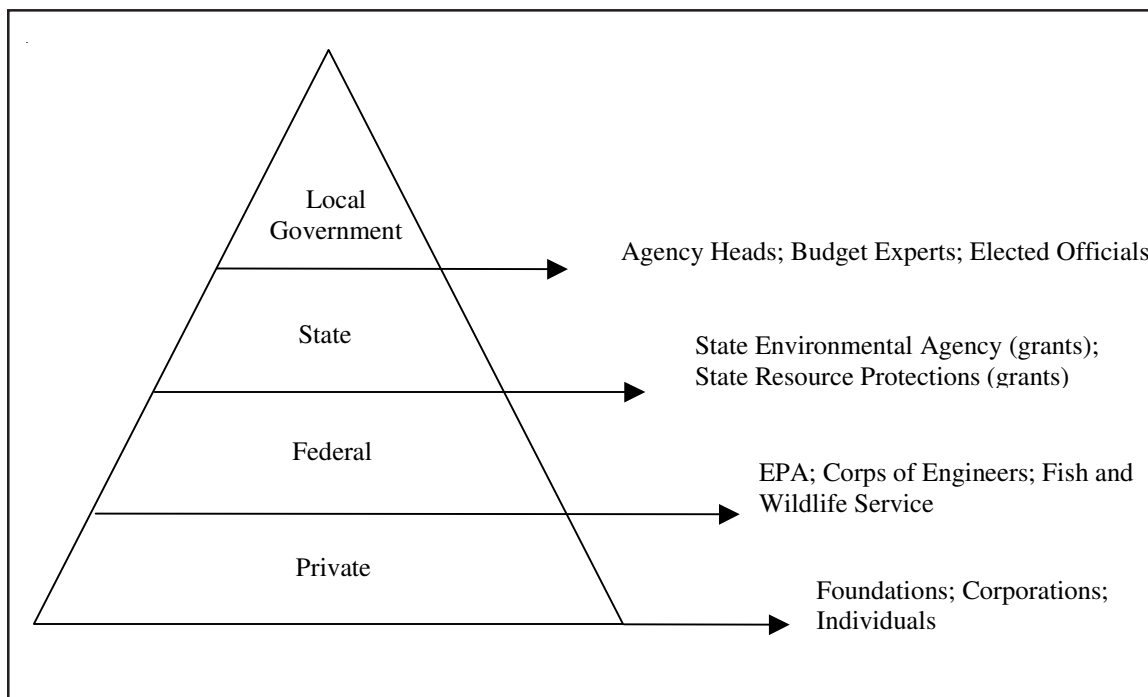 Local
Government
Agency Heads; Budget Experts; Elected Officials
State
State Environmental Agency (grants);
State Resource Protections (grants)
Federal
EPA; Corps of Engineers; Fish and
Wildlife Service
Private
Foundations; Corporations;
Individuals